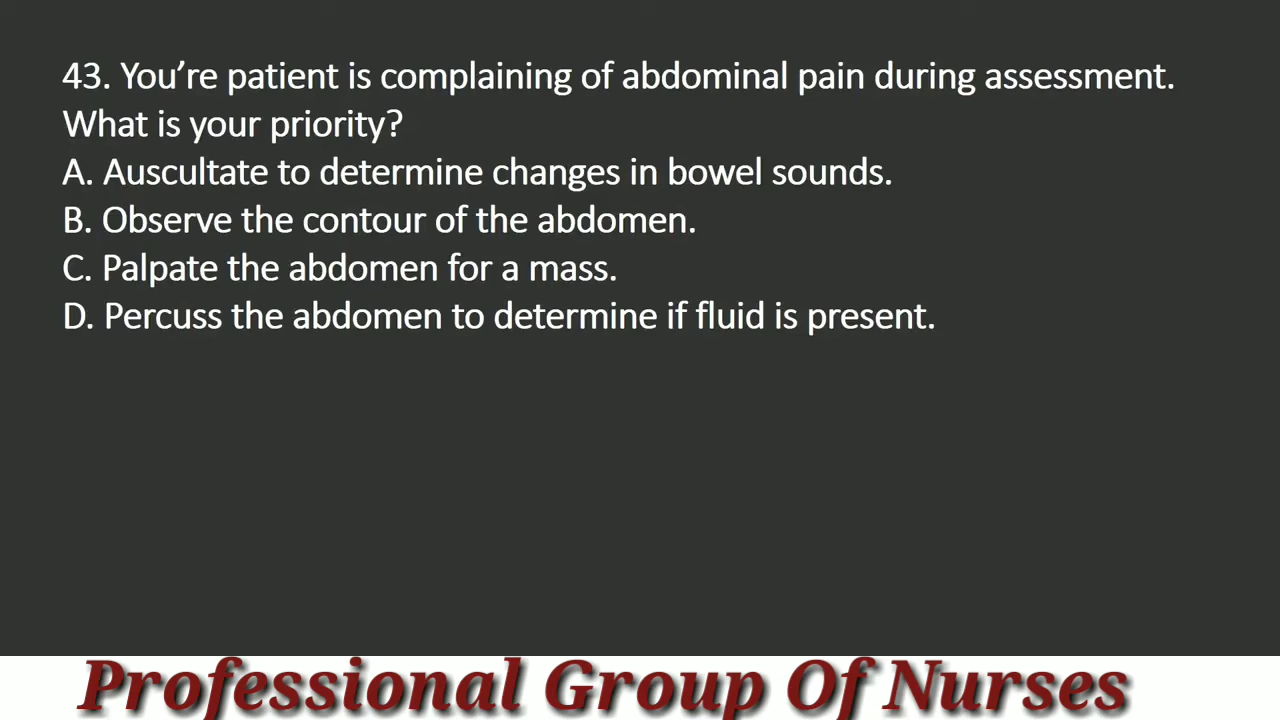 43. You’re patient is complaining of abdominal pain during assessment.
What is your priority?
A. Auscultate to determine changes in bowel sounds.
B. Observe the contour of the abdomen.
C. Palpate the abdomen for a mass.
D. Percuss the abdomen to determine if fluid is present.
Professional Group Of Nurses